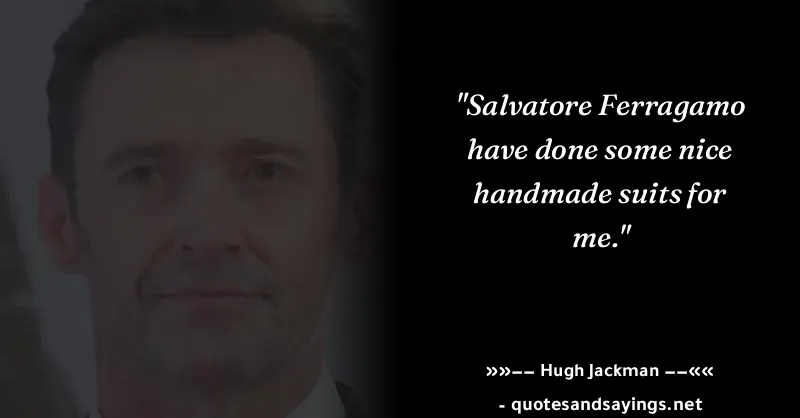 "Salvatore Ferragamo
have done some nice
handmade suits for
me."
»»−− Hugh Jackman −−««
- quotesandsayings.net